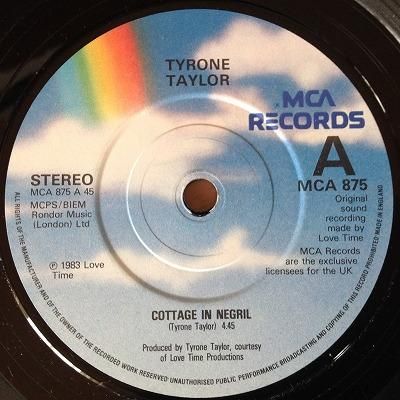 TYRONE
TAYLOR
MCA
RECORDS
STEREO
MCA 875 A 45
MCPS/BIEM
Rondor Music
(London) Ltd
A
MCA 875
Original
sound
recording
made by
Love Time
MCA Records
are the exclusive
licensees for the UK
℗ 1983 Love
Time
COTTAGE IN NEGRIL
(Tyrone Taylor) 4.45
Produced by Tyrone Taylor, courtesy
of Love Time Productions
ALL RIGHTS OF THE MANUFACTURER AND OF THE OWNER OF THE RECORDED WORK RESERVED UNAUTHORISED PUBLIC PERFORMANCE BROADCASTING AND COPYING OF THIS RECORD PROHIBITED MADE IN ENGLAND